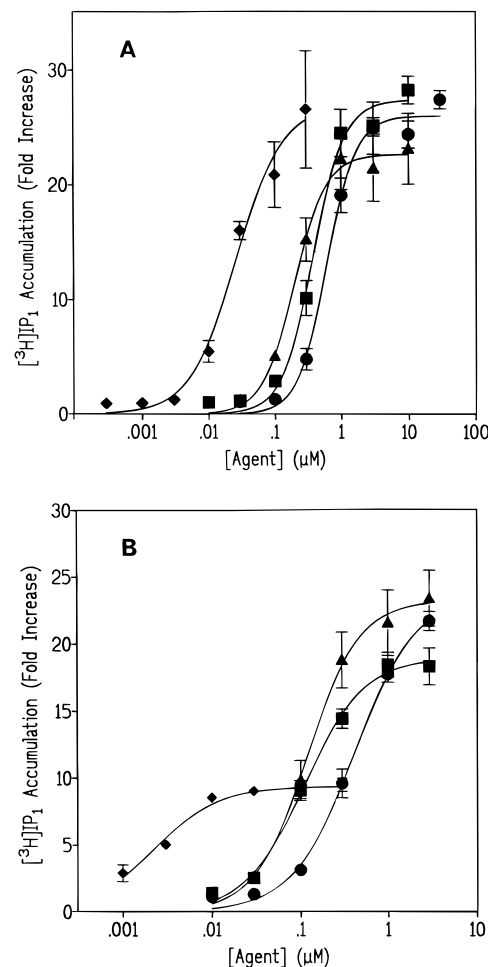 A
[³H]IP₁ Accumulation (Fold Increase)
30
20
10
0
.001 .01 .1 1 10 100
[Agent] (μM)
B
[³H]IP₁ Accumulation (Fold Increase)
30
25
20
15
10
5
0
.001 .01 .1 1 10
[Agent] (μM)